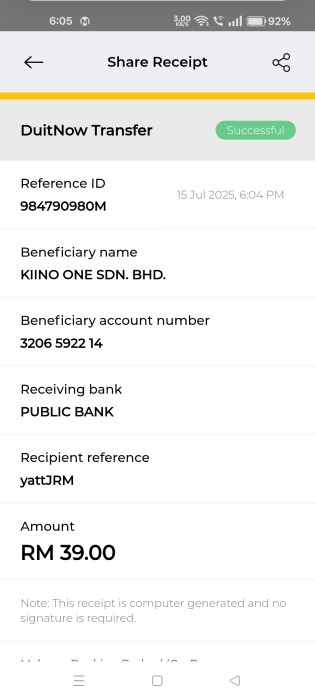 6:05
3.00
KB/S
92%
Share Receipt
DuitNow Transfer
Successful
Reference ID
984790980M
15 Jul 2025, 6:04 PM
Beneficiary name
KIINO ONE SDN. BHD.
Beneficiary account number
3206 5922 14
Receiving bank
PUBLIC BANK
Recipient reference
yattJRM
Amount
RM 39.00
Note: This receipt is computer generated and no
signature is required.